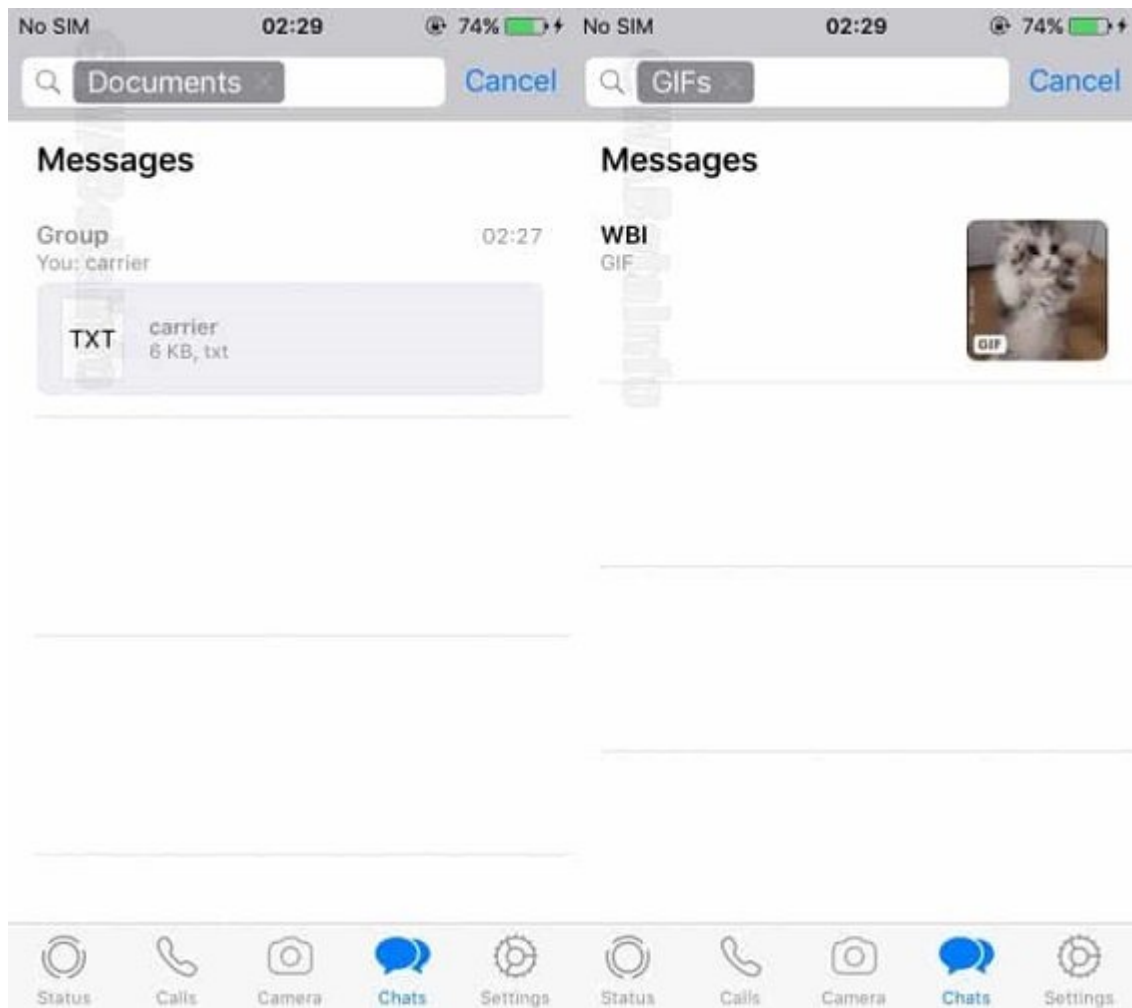 No SIM 02:29 74%
Documents × Cancel
Messages
Group 02:27
You: carrier
TXT
carrier
6 KB, txt
Status Calls Camera Chats Settings
No SIM 02:29 74%
GIFs × Cancel
Messages
WBI
GIF
GIF
Status Calls Camera Chats Settings
@WABetaInfo
@WABetaInfo